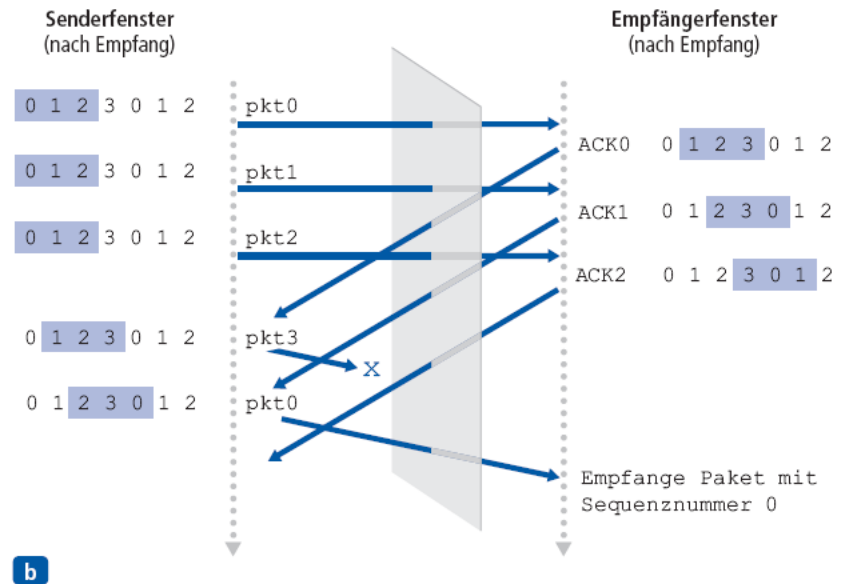 Senderfenster
(nach Empfang)
Empfängerfenster
(nach Empfang)
0 1 2 3 0 1 2
pkt0
ACK0 0 1 2 3 0 1 2
0 1 2 3 0 1 2
pkt1
ACK1 0 1 2 3 0 1 2
0 1 2 3 0 1 2
pkt2
ACK2 0 1 2 3 0 1 2
0 1 2 3 0 1 2
pkt3
x
0 1 2 3 0 1 2
pkt0
Empfange Paket mit
Sequenznummer 0
b